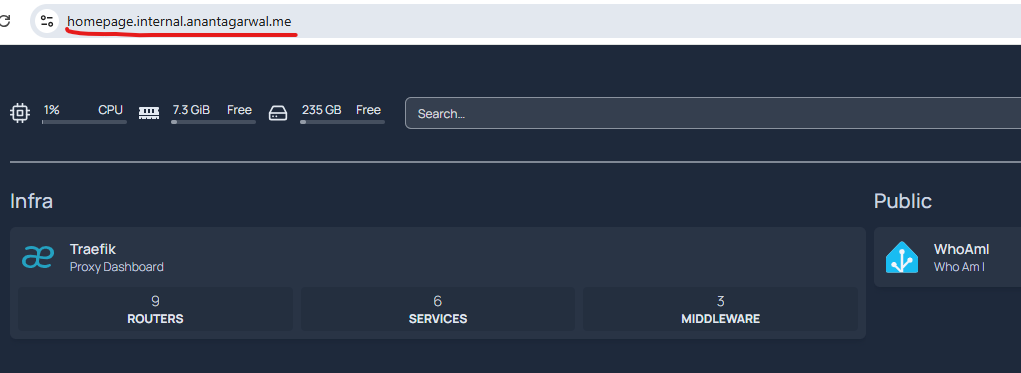 homepage.internal.anantagarwal.me
1% CPU 7.3 GiB Free 235 GB Free Search...
Infra
Traefik
Proxy Dashboard
9
ROUTERS
6
SERVICES
3
MIDDLEWARE
Public
WhoAmI
Who Am I